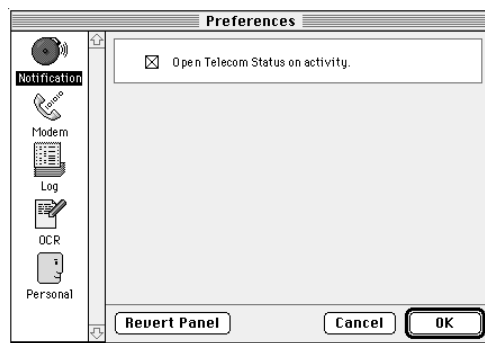 Preferences
Notification
Modem
Log
OCR
Personal
Open Telecom Status on activity.
Revert Panel
Cancel
OK